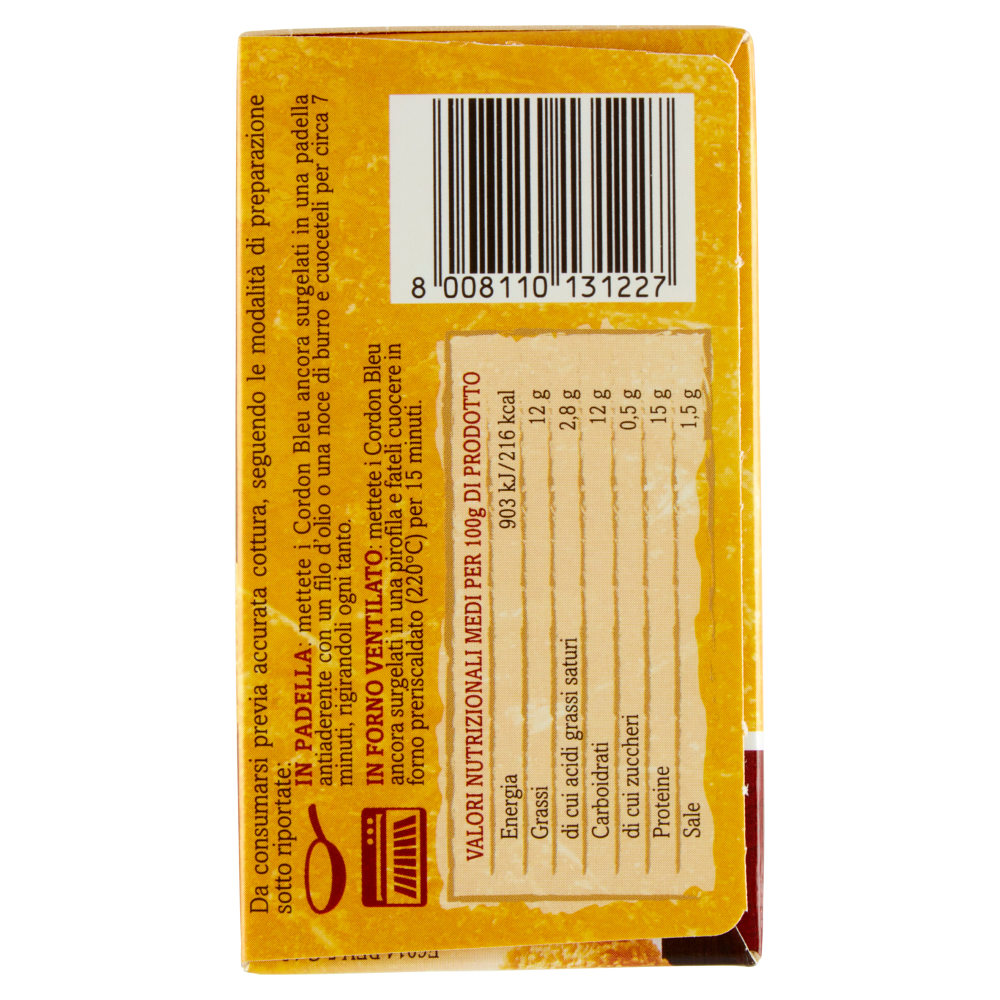 Da consumarsi previa accurata cottura, seguendo le modalità di preparazione
sotto riportate:
IN PADELLA: mettete i Cordon Bleu ancora surgelati in una padella
antiaderente con un filo d'olio o una noce di burro e cuoceteli per circa 7
minuti, rigirandoli ogni tanto.
IN FORNO VENTILATO: mettete i Cordon Bleu
ancora surgelati in una pirofila e fateli cuocere in
forno preriscaldato (220°C) per 15 minuti.
8 008110 131227
VALORI NUTRIZIONALI MEDI PER 100g DI PRODOTTO
Energia 903 kJ/216 kcal
Grassi 12 g
di cui acidi grassi saturi 2,8 g
Carboidrati 12 g
di cui zuccheri 0,5 g
Proteine 15 g
Sale 1,5 g